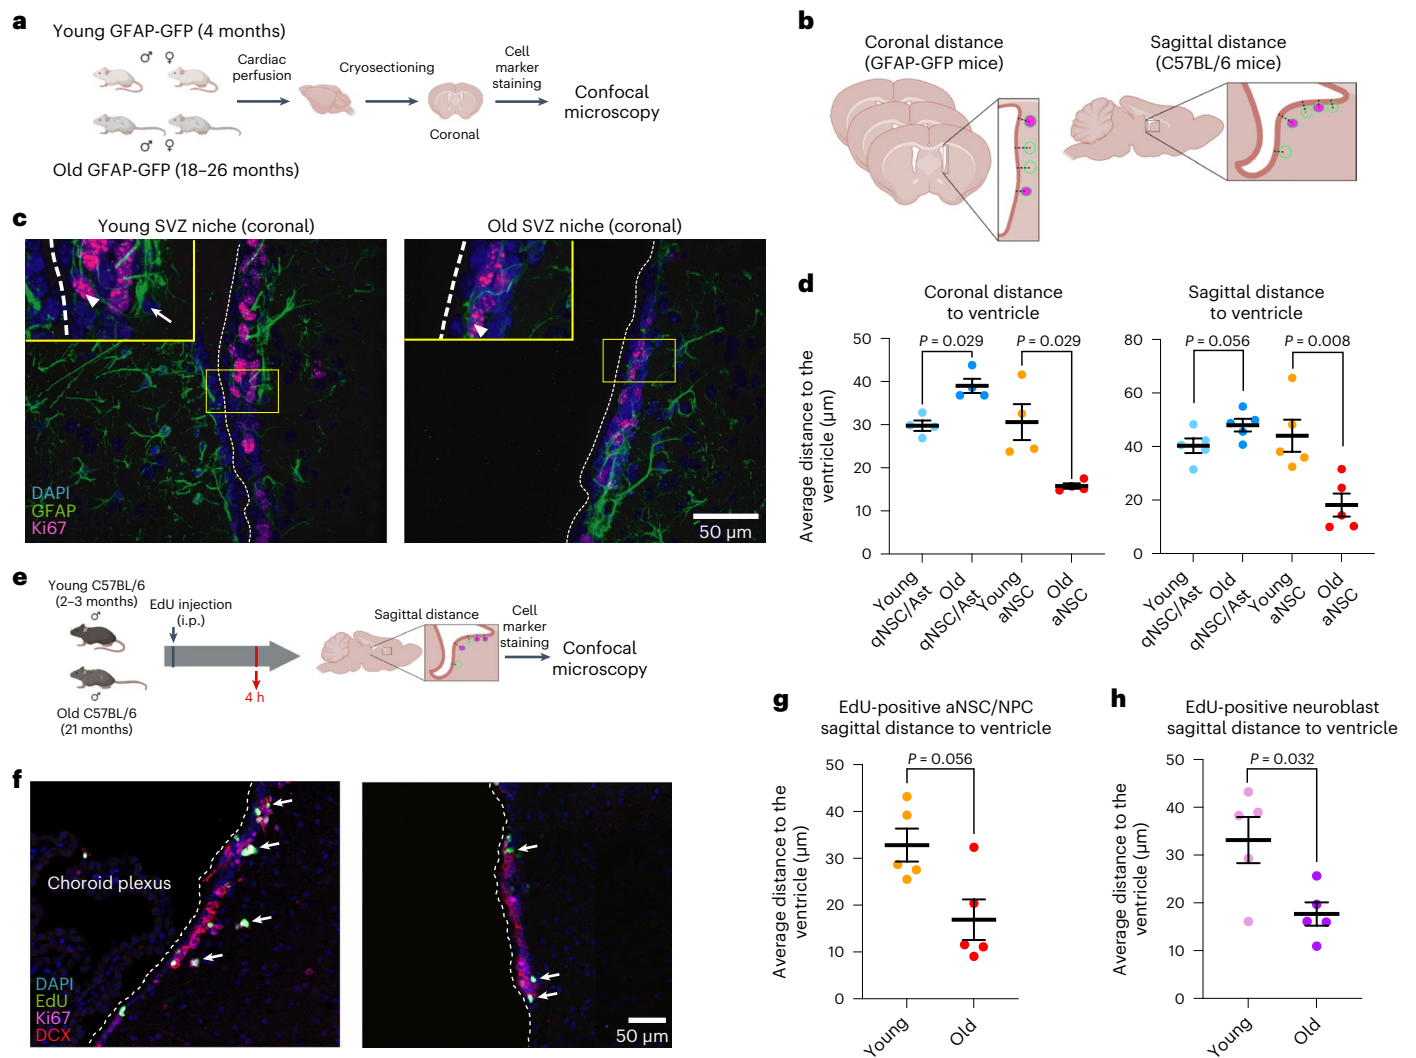 a
Young GFAP-GFP (4 months)
♂ ♀
Cardiac
perfusion
Cryosectioning
Cell
marker
staining
Confocal
microscopy
Coronal
♂ ♀
Old GFAP-GFP (18–26 months)
b
Coronal distance
(GFAP-GFP mice)
Sagittal distance
(C57BL/6 mice)
c
Young SVZ niche (coronal)
Old SVZ niche (coronal)
DAPI
GFAP
Ki67
50 µm
d
Coronal distance
to ventricle
P = 0.029
P = 0.029
Average distance to the
ventricle (µm)
50
40
30
20
10
0
Young
qNSC/Ast
Old
qNSC/Ast
Young
aNSC
Old
aNSC
Sagittal distance
to ventricle
P = 0.056
P = 0.008
80
60
40
20
0
Young
qNSC/Ast
Old
qNSC/Ast
Young
aNSC
Old
aNSC
e
Young C57BL/6
(2–3 months)
♂
♂
Old C57BL/6
(21 months)
EdU injection
(i.p.)
4 h
Sagittal distance
Cell
marker
staining
Confocal
microscopy
f
Choroid plexus
DAPI
EdU
Ki67
DCX
50 µm
g
EdU-positive aNSC/NPC
sagittal distance to ventricle
P = 0.056
Average distance to the
ventricle (µm)
50
40
30
20
10
0
Young
Old
h
EdU-positive neuroblast
sagittal distance to ventricle
P = 0.032
Average distance to the
ventricle (µm)
50
40
30
20
10
0
Young
Old